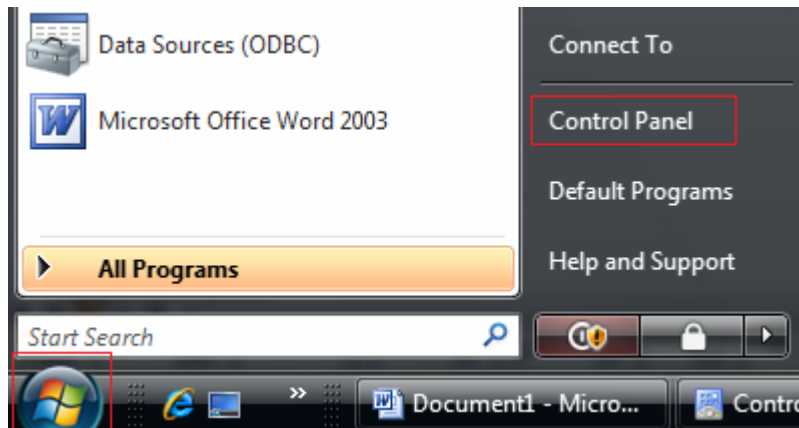 Data Sources (ODBC)
Microsoft Office Word 2003
All Programs
Start Search
Connect To
Control Panel
Default Programs
Help and Support
Document1 - Micro...
Contro